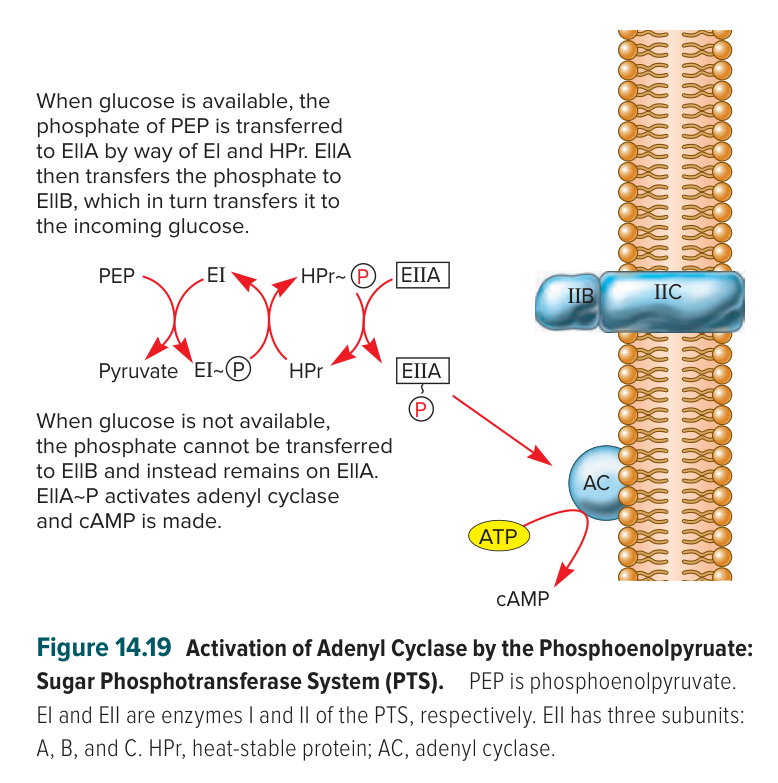 When glucose is available, the
phosphate of PEP is transferred
to EIIA by way of EI and HPr. EIIA
then transfers the phosphate to
EIIB, which in turn transfers it to
the incoming glucose.
PEP EI HPr~ P EIIA
IIB IIC
Pyruvate EI~ P HPr EIIA
P
When glucose is not available,
the phosphate cannot be transferred
to EIIB and instead remains on EIIA.
EIIA~P activates adenyl cyclase
and cAMP is made.
AC
ATP
cAMP
Figure 14.19 Activation of Adenyl Cyclase by the Phosphoenolpyruate:
Sugar Phosphotransferase System (PTS). PEP is phosphoenolpyruvate.
EI and EII are enzymes I and II of the PTS, respectively. EII has three subunits:
A, B, and C. HPr, heat-stable protein; AC, adenyl cyclase.